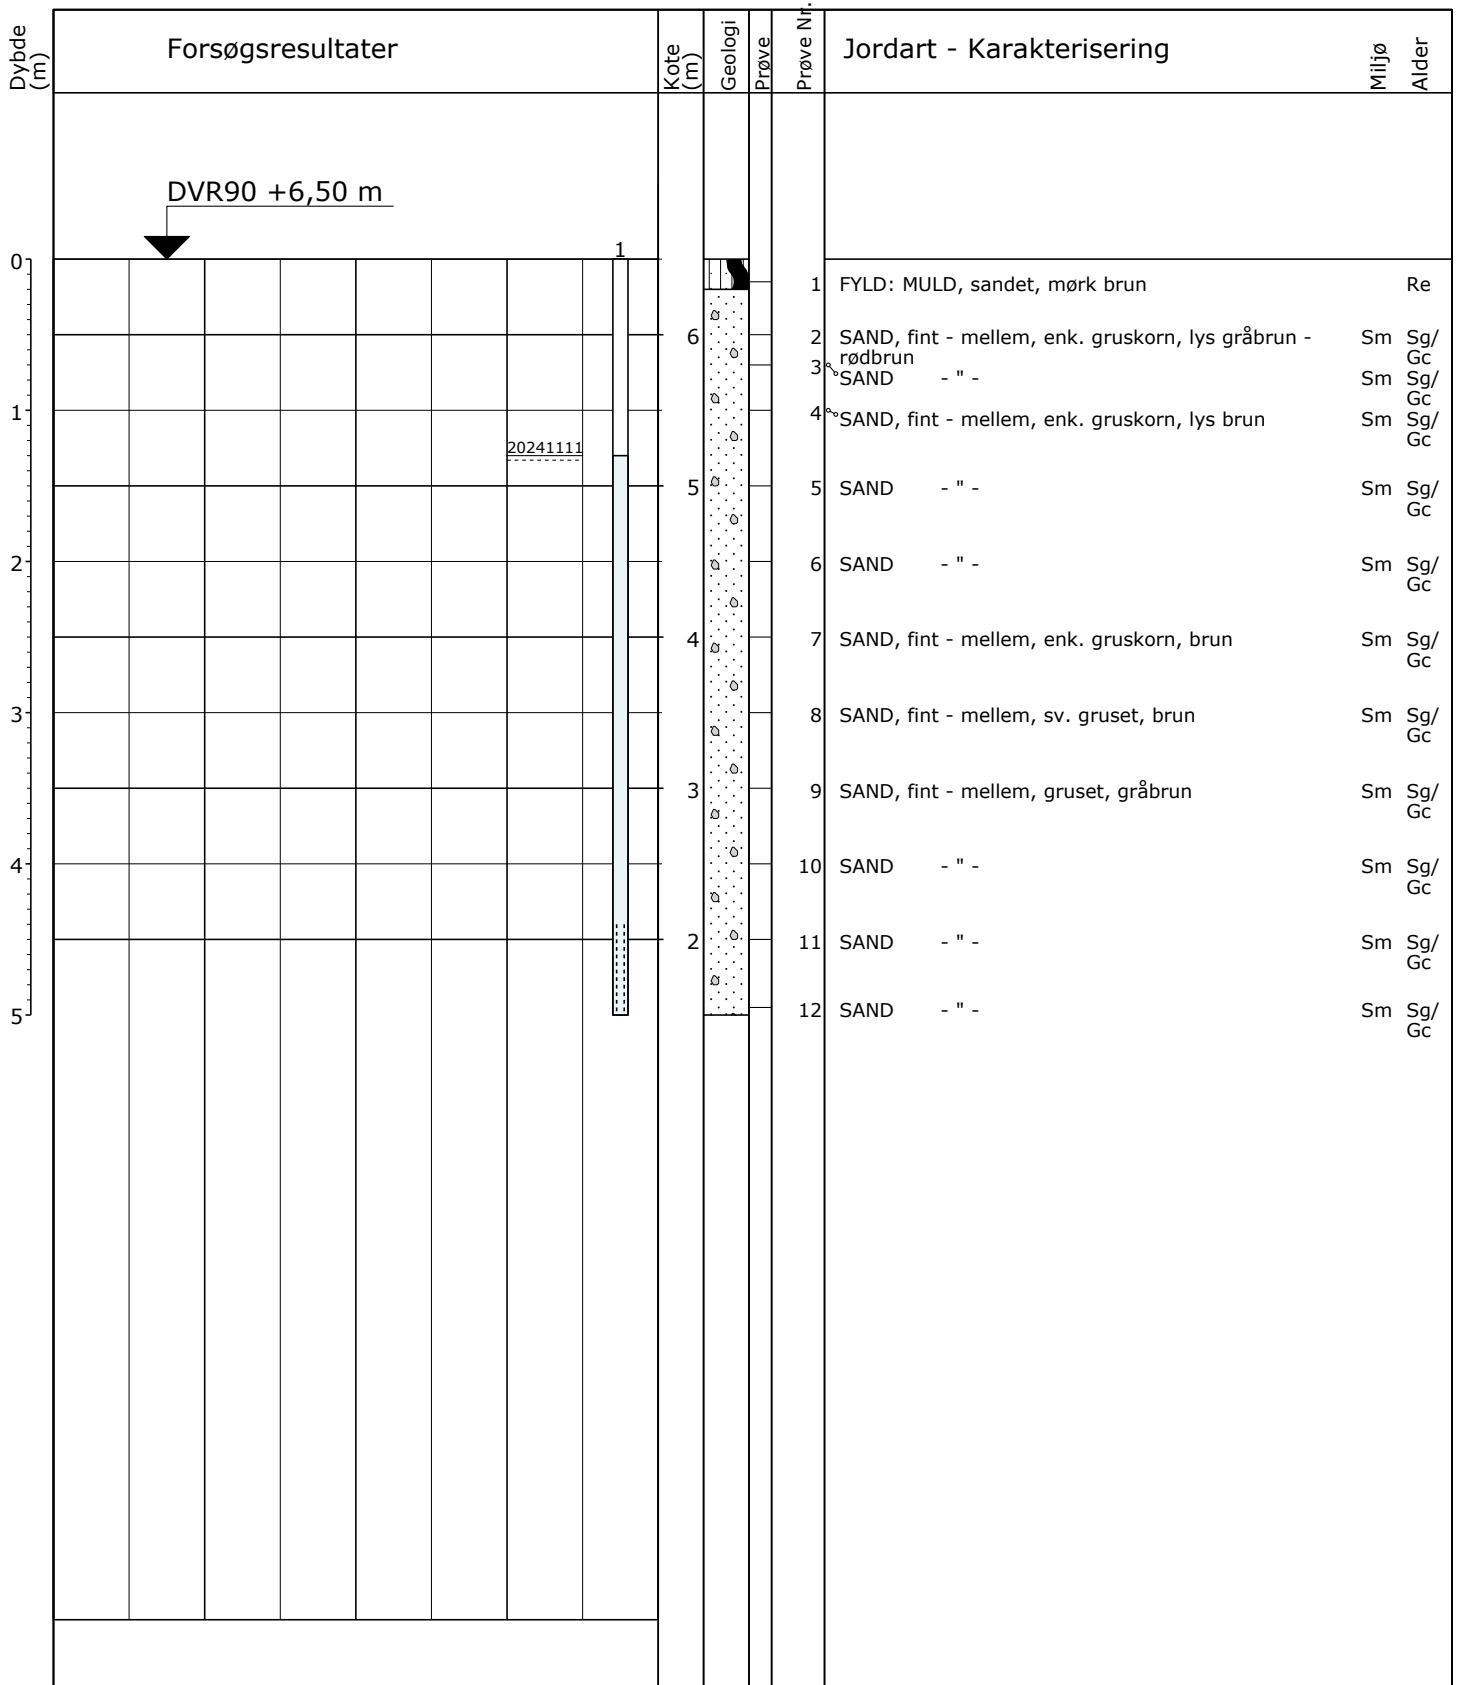 Dybde
(m)
Forsøgsresultater
Kote
(m)
Geologi
Prøve
Prøve Nr.
Jordart - Karakterisering
Miljø
Alder
DVR90 +6,50 m
1
0
1 FYLD: MULD, sandet, mørk brun Re
6 2 SAND, fint - mellem, enk. gruskorn, lys gråbrun - Sm Sg/
rødbrun Gc
3 SAND - " - Sm Sg/
Gc
1 4 SAND, fint - mellem, enk. gruskorn, lys brun Sm Sg/
Gc
20241111
5 5 SAND - " - Sm Sg/
Gc
2 6 SAND - " - Sm Sg/
Gc
4 7 SAND, fint - mellem, enk. gruskorn, brun Sm Sg/
Gc
3 8 SAND, fint - mellem, sv. gruset, brun Sm Sg/
Gc
3 9 SAND, fint - mellem, gruset, gråbrun Sm Sg/
Gc
4 10 SAND - " - Sm Sg/
Gc
2 11 SAND - " - Sm Sg/
Gc
5 12 SAND - " - Sm Sg/
Gc